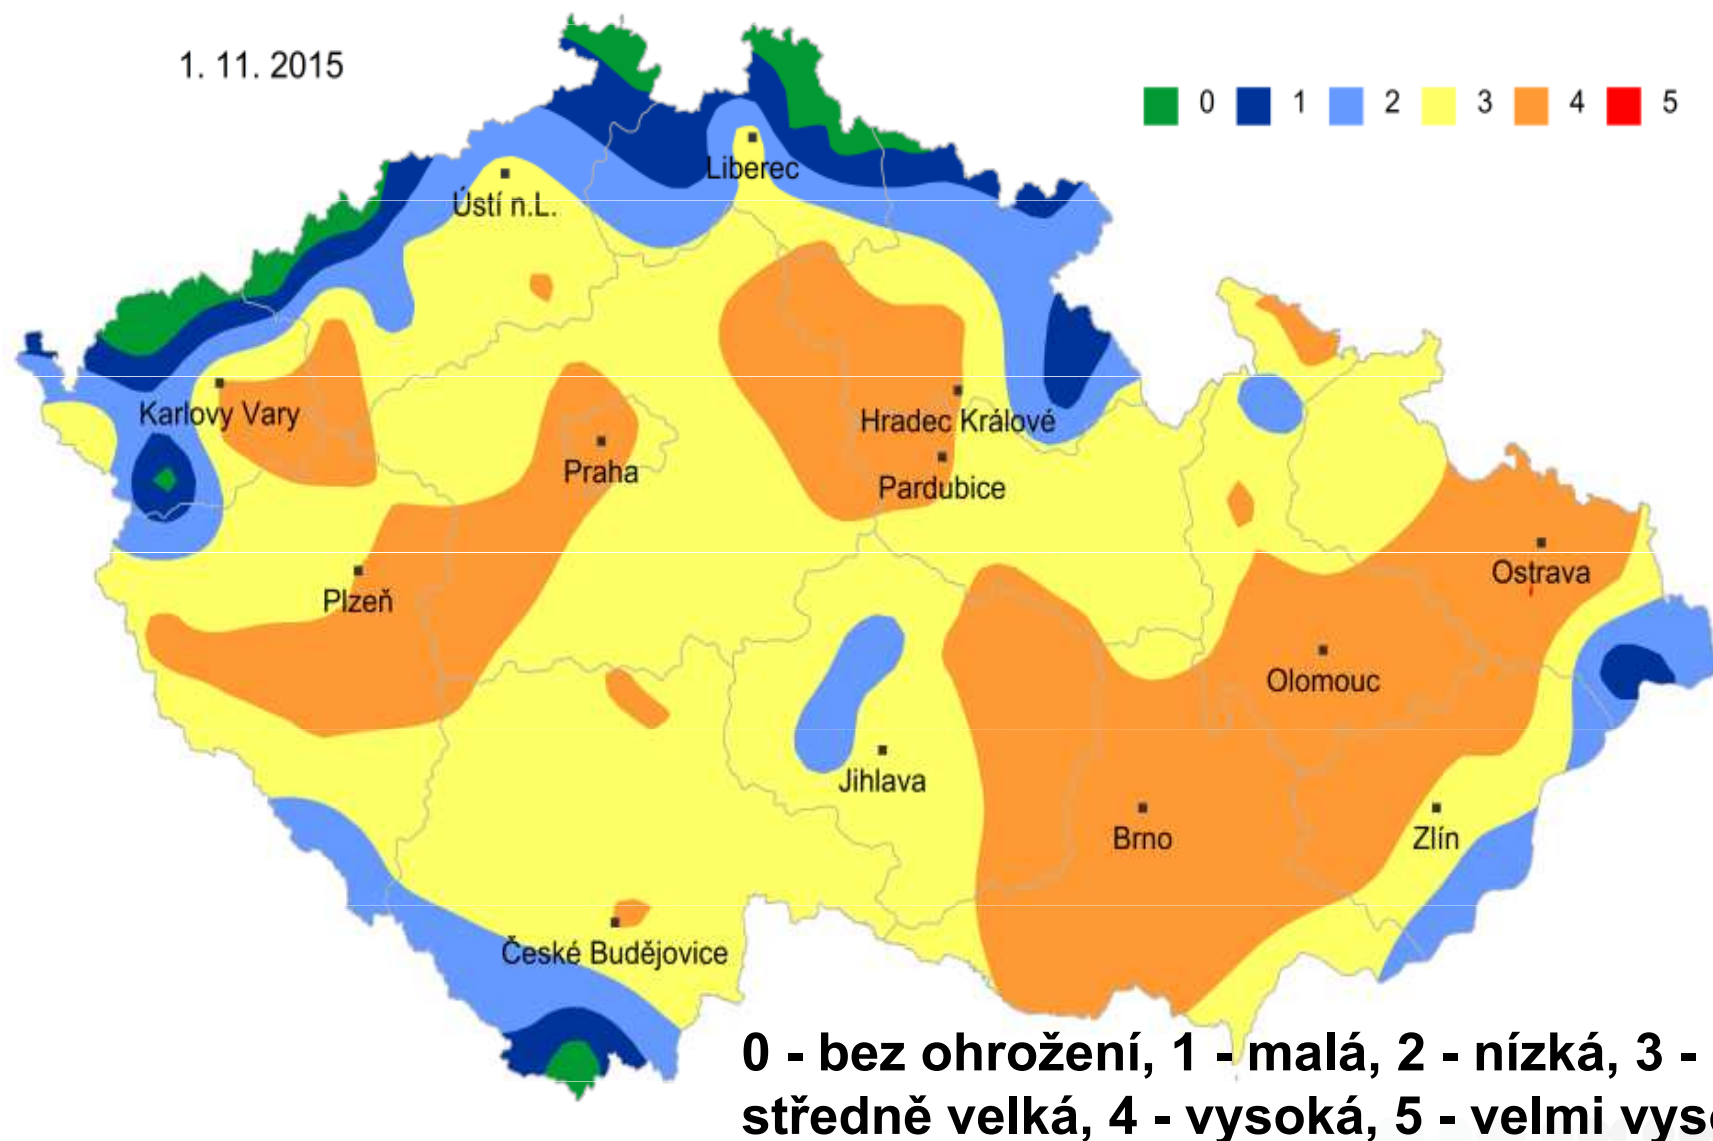 1. 11. 2015
0 1 2 3 4 5
Liberec
Ústí n.L.
Karlovy Vary
Hradec Králové
Praha
Pardubice
Plzeň
Ostrava
Olomouc
Jihlava
Brno
Zlín
České Budějovice
0 - bez ohrožení, 1 - malá, 2 - nízká, 3 -
středně velká, 4 - vysoká, 5 - velmi